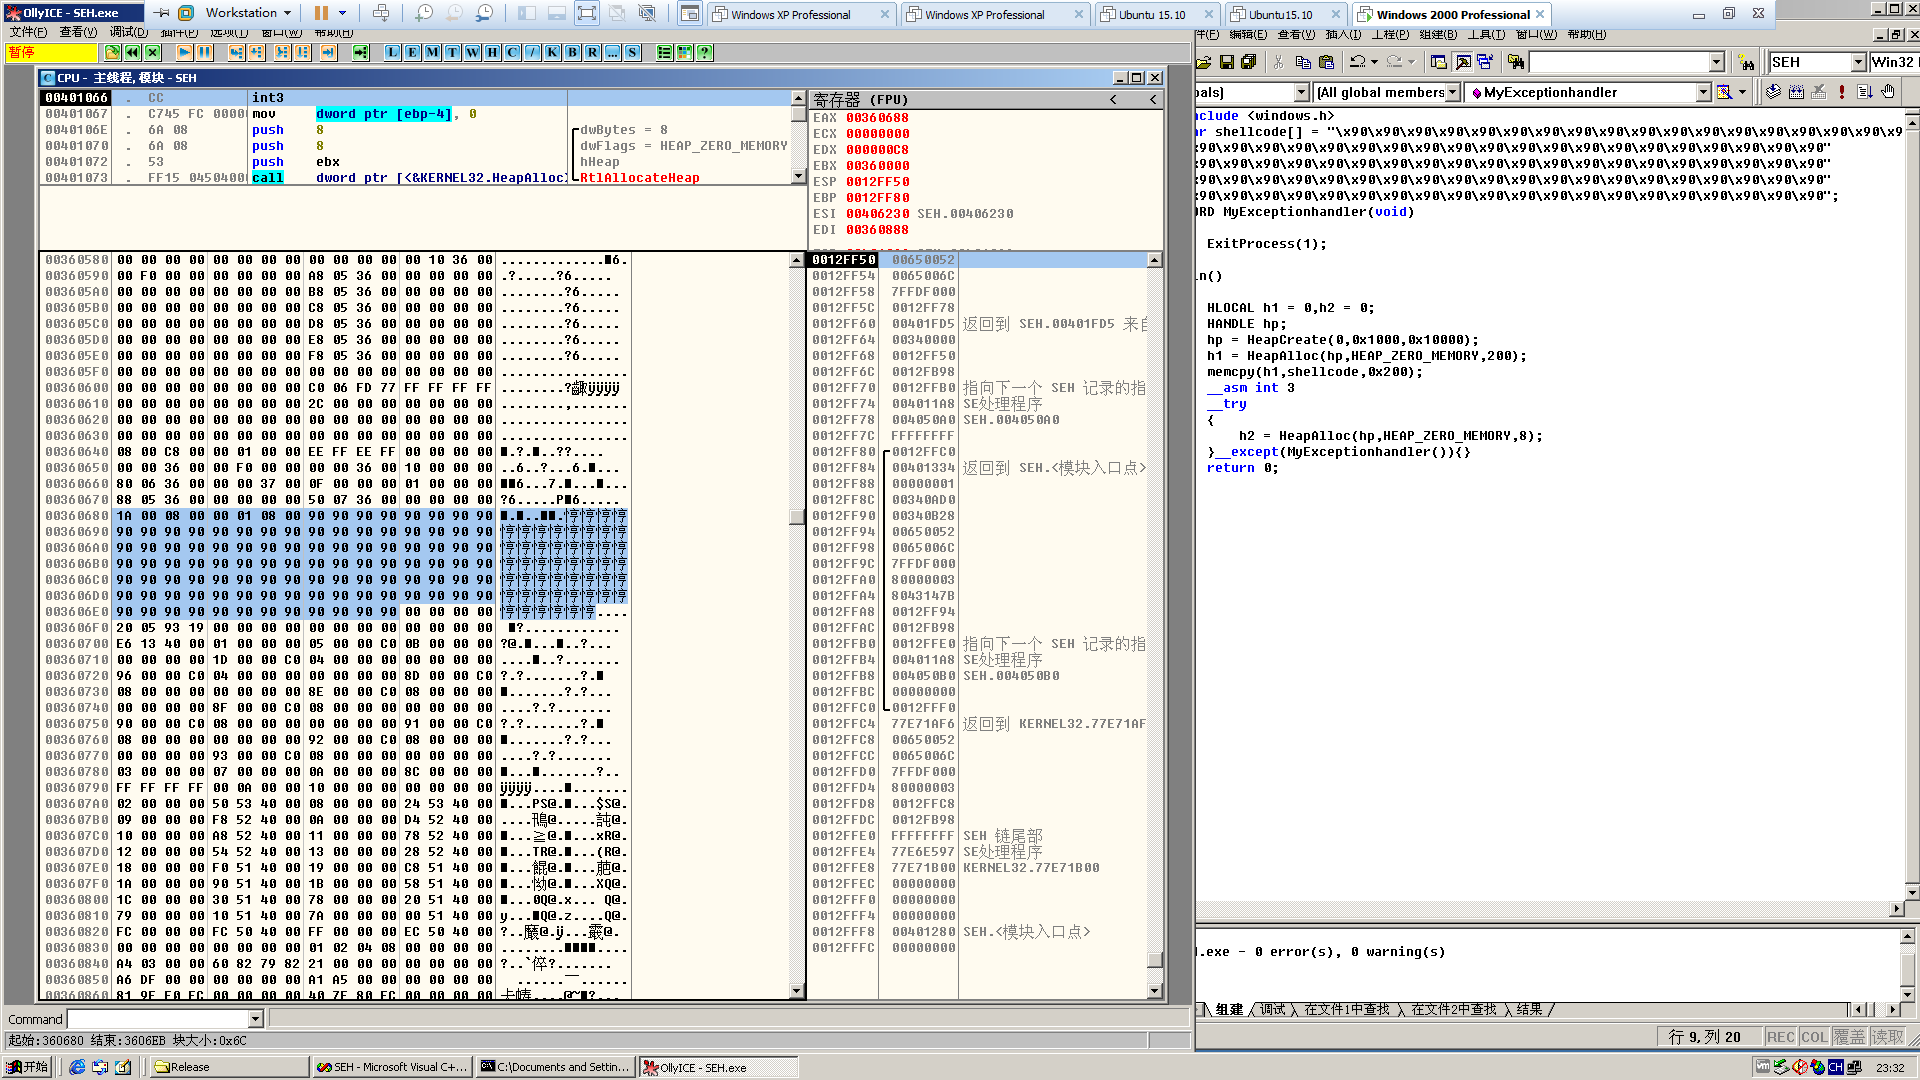 OllyICE - SEH.exe
Workstation
Windows XP Professional
Windows XP Professional
Ubuntu 15.10
Ubuntu15.10
Windows 2000 Professional
文件(F) 查看(V) 调试(D) 插件(P) 选项(T) 窗口(W) 帮助(H)
暂停
L E M T W H C / K B R ... S
CPU - 主线程, 模块 - SEH
00401066 . CC int3
00401067 . C745 FC 0000 mov dword ptr [ebp-4], 0
0040106E . 6A 08 push 8 dwBytes = 8
00401070 . 6A 08 push 8 dwFlags = HEAP_ZERO_MEMORY
00401072 . 53 push ebx hHeap
00401073 . FF15 04504000 call dword ptr [<&KERNEL32.HeapAlloc> RtlAllocateHeap
寄存器 (FPU)
EAX 00360688
ECX 00000000
EDX 000000C8
EBX 00360000
ESP 0012FF50
EBP 0012FF80
ESI 00406230 SEH.00406230
EDI 00360888
00360580 00 00 00 00 00 00 00 00 00 00 00 00 00 10 36 00
00360590 00 F0 00 00 00 00 00 00 A8 05 36 00 00 00 00 00
003605A0 00 00 00 00 00 00 00 00 B8 05 36 00 00 00 00 00
003605B0 00 00 00 00 00 00 00 00 C8 05 36 00 00 00 00 00
003605C0 00 00 00 00 00 00 00 00 D8 05 36 00 00 00 00 00
003605D0 00 00 00 00 00 00 00 00 E8 05 36 00 00 00 00 00
003605E0 00 00 00 00 00 00 00 00 F8 05 36 00 00 00 00 00
003605F0 00 00 00 00 00 00 00 00 00 00 00 00 00 00 00 00
00360600 00 00 00 00 00 00 00 00 C0 06 FD 77 FF FF FF FF
00360610 00 00 00 00 00 00 00 00 2C 00 00 00 00 00 00 00
00360620 00 00 00 00 00 00 00 00 00 00 00 00 00 00 00 00
00360630 00 00 00 00 00 00 00 00 00 00 00 00 00 00 00 00
00360640 08 00 C8 00 00 01 00 00 EE FF EE FF 00 00 00 00
00360650 00 00 36 00 00 F0 00 00 00 00 36 00 10 00 00 00
00360660 80 06 36 00 00 00 37 00 0F 00 00 00 01 00 00 00
00360670 88 05 36 00 00 00 00 00 50 07 36 00 00 00 00 00
00360680 1A 00 08 00 00 01 08 00 90 90 90 90 90 90 90 90
00360690 90 90 90 90 90 90 90 90 90 90 90 90 90 90 90 90
003606A0 90 90 90 90 90 90 90 90 90 90 90 90 90 90 90 90
003606B0 90 90 90 90 90 90 90 90 90 90 90 90 90 90 90 90
003606C0 90 90 90 90 90 90 90 90 90 90 90 90 90 90 90 90
003606D0 90 90 90 90 90 90 90 90 90 90 90 90 90 90 90 90
003606E0 90 90 90 90 90 90 90 90 90 90 90 90 00 00 00 00
003606F0 20 05 93 19 00 00 00 00 00 00 00 00 00 00 00 00
00360700 E6 13 40 00 01 00 00 00 05 00 00 C0 0B 00 00 00
00360710 00 00 00 00 1D 00 00 C0 04 00 00 00 00 00 00 00
00360720 96 00 00 C0 04 00 00 00 00 00 00 00 8D 00 00 C0
00360730 08 00 00 00 00 00 00 00 8E 00 00 C0 08 00 00 00
00360740 00 00 00 00 8F 00 00 C0 08 00 00 00 00 00 00 00
00360750 90 00 00 C0 08 00 00 00 00 00 00 00 91 00 00 C0
00360760 08 00 00 00 00 00 00 00 92 00 00 C0 08 00 00 00
00360770 00 00 00 00 93 00 00 C0 08 00 00 00 00 00 00 00
00360780 03 00 00 00 07 00 00 00 0A 00 00 00 8C 00 00 00
00360790 FF FF FF FF 00 0A 00 00 10 00 00 00 00 00 00 00
003607A0 02 00 00 00 50 53 40 00 08 00 00 00 24 53 40 00
003607B0 09 00 00 00 F8 52 40 00 0A 00 00 00 D4 52 40 00
003607C0 10 00 00 00 A8 52 40 00 11 00 00 00 78 52 40 00
003607D0 12 00 00 00 54 52 40 00 13 00 00 00 28 52 40 00
003607E0 18 00 00 00 F0 51 40 00 19 00 00 00 C8 51 40 00
003607F0 1A 00 00 00 90 51 40 00 1B 00 00 00 58 51 40 00
00360800 1C 00 00 00 30 51 40 00 78 00 00 00 20 51 40 00
00360810 79 00 00 00 10 51 40 00 7A 00 00 00 00 51 40 00
00360820 FC 00 00 00 FC 50 40 00 FF 00 00 00 EC 50 40 00
00360830 00 00 00 00 00 00 00 00 01 02 04 08 00 00 00 00
00360840 A4 03 00 00 60 82 79 82 21 00 00 00 00 00 00 00
00360850 A6 DF 00 00 00 00 00 00 A1 A5 00 00 00 00 00 00
00360860 81 9F E0 FC 00 00 00 00 40 7E 80 FC 00 00 00 00
0012FF50 00650052
0012FF54 0065006C
0012FF58 7FFDF000
0012FF5C 0012FF78
0012FF60 00401FD5 返回到 SEH.00401FD5 来自
0012FF64 00340000
0012FF68 0012FF50
0012FF6C 0012FB98
0012FF70 0012FFB0 指向下一个 SEH 记录的指
0012FF74 004011A8 SE处理程序
0012FF78 004050A0 SEH.004050A0
0012FF7C FFFFFFFF
0012FF80 0012FFC0
0012FF84 00401334 返回到 SEH.<模块入口点>
0012FF88 00000001
0012FF8C 00340AD0
0012FF90 00340B28
0012FF94 00650052
0012FF98 0065006C
0012FF9C 7FFDF000
0012FFA0 80000003
0012FFA4 8043147B
0012FFA8 0012FF94
0012FFAC 0012FB98
0012FFB0 0012FFE0 指向下一个 SEH 记录的指
0012FFB4 004011A8 SE处理程序
0012FFB8 004050B0 SEH.004050B0
0012FFBC 00000000
0012FFC0 0012FFF0
0012FFC4 77E71AF6 返回到 KERNEL32.77E71AF
0012FFC8 00650052
0012FFCC 0065006C
0012FFD0 7FFDF000
0012FFD4 80000003
0012FFD8 0012FFC8
0012FFDC 0012FB98
0012FFE0 FFFFFFFF SEH 链尾部
0012FFE4 77E6E597 SE处理程序
0012FFE8 77E71B00 KERNEL32.77E71B00
0012FFEC 00000000
0012FFF0 00000000
0012FFF4 00000000
0012FFF8 00401280 SEH.<模块入口点>
0012FFFC 00000000
Command
起始:360680 结束:3606EB 块大小:0x6C
件(F) 编辑(E) 查看(V) 插入(I) 工程(P) 组建(B) 工具(T) 窗口(W) 帮助(H)
SEH
Win32
bals)
[All global members
MyExceptionhandler
nclude <windows.h>
ar shellcode[] = "\x90\x90\x90\x90\x90\x90\x90\x90\x90\x90\x90\x90\x90\x90\x9
x90\x90\x90\x90\x90\x90\x90\x90\x90\x90\x90\x90\x90\x90\x90\x90"
x90\x90\x90\x90\x90\x90\x90\x90\x90\x90\x90\x90\x90\x90\x90\x90"
x90\x90\x90\x90\x90\x90\x90\x90\x90\x90\x90\x90\x90\x90\x90\x90"
x90\x90\x90\x90\x90\x90\x90\x90\x90\x90\x90\x90\x90\x90\x90\x90";
ORD MyExceptionhandler(void)
ExitProcess(1);
in()
HLOCAL h1 = 0,h2 = 0;
HANDLE hp;
hp = HeapCreate(0,0x1000,0x10000);
h1 = HeapAlloc(hp,HEAP_ZERO_MEMORY,200);
memcpy(h1,shellcode,0x200);
__asm int 3
__try
{
h2 = HeapAlloc(hp,HEAP_ZERO_MEMORY,8);
}__except(MyExceptionhandler()){}
return 0;
.exe - 0 error(s), 0 warning(s)
组建 调试 在文件1中查找 在文件2中查找 结果
行 9, 列 20 REC COL 覆盖 读取
开始
Release
SEH - Microsoft Visual C+...
C:\Documents and Settin...
OllyICE - SEH.exe
CH
23:32